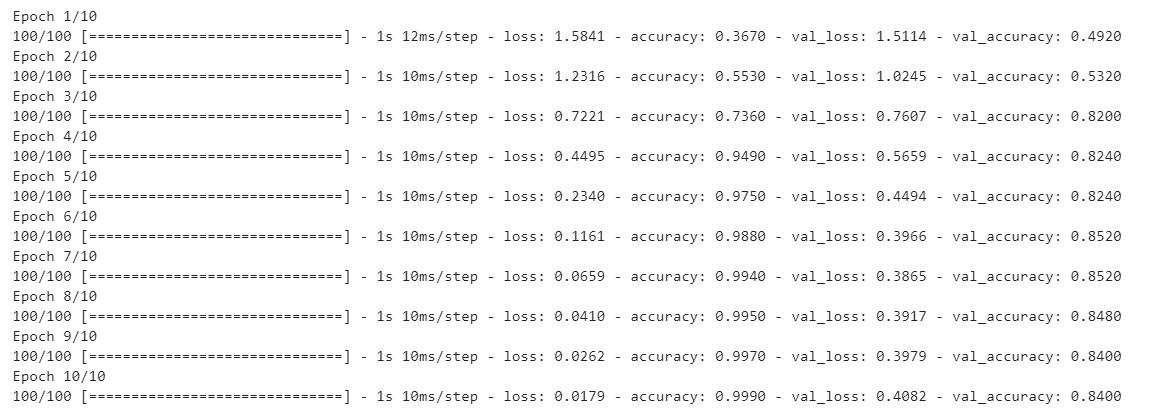 Epoch 1/10
100/100 [==============================] - 1s 12ms/step - loss: 1.5841 - accuracy: 0.3670 - val_loss: 1.5114 - val_accuracy: 0.4920
Epoch 2/10
100/100 [==============================] - 1s 10ms/step - loss: 1.2316 - accuracy: 0.5530 - val_loss: 1.0245 - val_accuracy: 0.5320
Epoch 3/10
100/100 [==============================] - 1s 10ms/step - loss: 0.7221 - accuracy: 0.7360 - val_loss: 0.7607 - val_accuracy: 0.8200
Epoch 4/10
100/100 [==============================] - 1s 10ms/step - loss: 0.4495 - accuracy: 0.9490 - val_loss: 0.5659 - val_accuracy: 0.8240
Epoch 5/10
100/100 [==============================] - 1s 10ms/step - loss: 0.2340 - accuracy: 0.9750 - val_loss: 0.4494 - val_accuracy: 0.8240
Epoch 6/10
100/100 [==============================] - 1s 10ms/step - loss: 0.1161 - accuracy: 0.9880 - val_loss: 0.3966 - val_accuracy: 0.8520
Epoch 7/10
100/100 [==============================] - 1s 10ms/step - loss: 0.0659 - accuracy: 0.9940 - val_loss: 0.3865 - val_accuracy: 0.8520
Epoch 8/10
100/100 [==============================] - 1s 10ms/step - loss: 0.0410 - accuracy: 0.9950 - val_loss: 0.3917 - val_accuracy: 0.8480
Epoch 9/10
100/100 [==============================] - 1s 10ms/step - loss: 0.0262 - accuracy: 0.9970 - val_loss: 0.3979 - val_accuracy: 0.8400
Epoch 10/10
100/100 [==============================] - 1s 10ms/step - loss: 0.0179 - accuracy: 0.9990 - val_loss: 0.4082 - val_accuracy: 0.8400